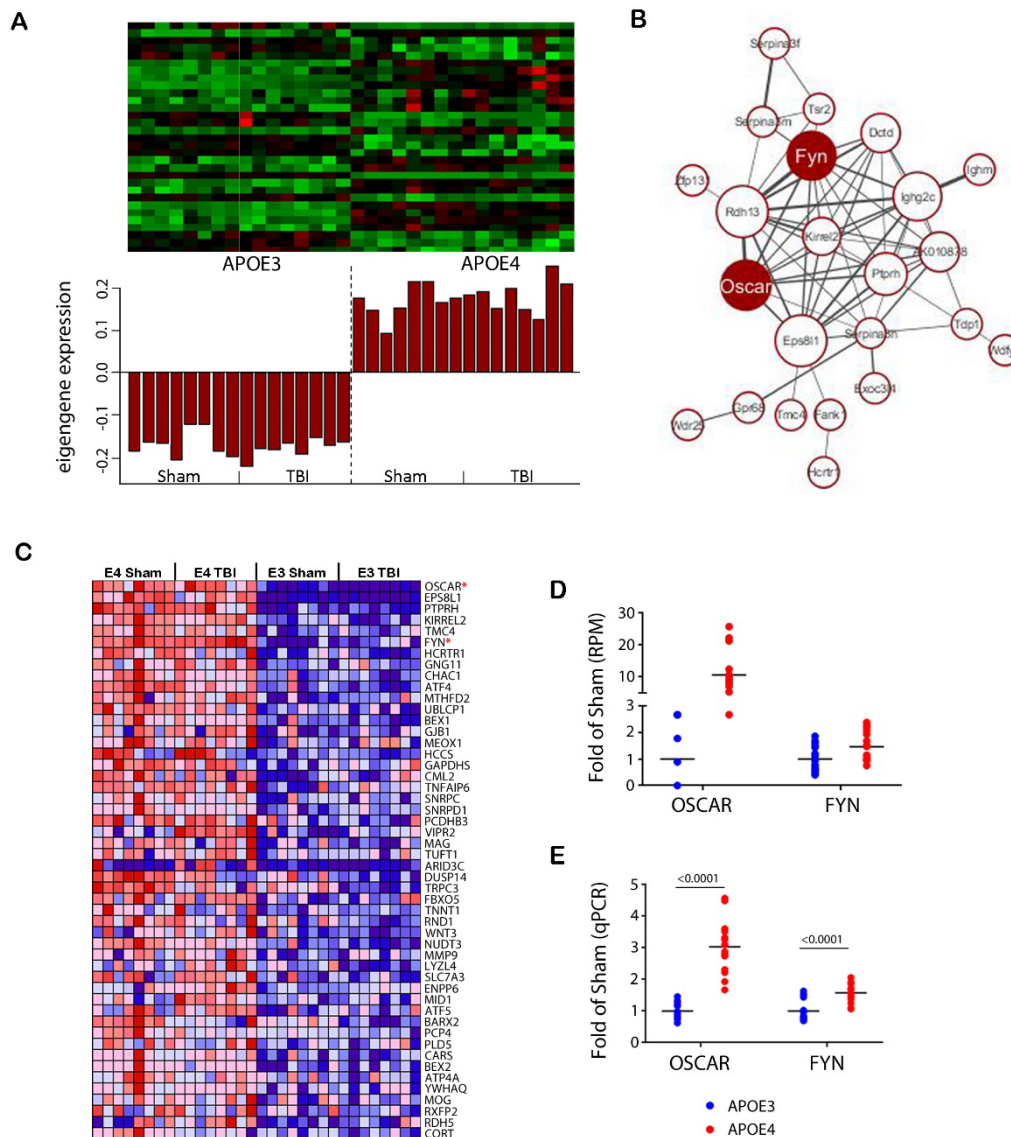 A
APOE3 APOE4
eigengene expression
0.2
0.1
0.0
-0.1
-0.2
Sham TBI Sham TBI
B
Serpina3f
Serpina3m
Tsr2
Fyn
Dctd
Zfp13
Rdh13
Ighg2c
Ighm
Kirrel2
AK010878
Oscar
Ptprh
Eps8l1
Serpina3h
Tdp1
Wdfy
Exoc3l4
Wdr25
Gpr68
Tmc4
Fank1
Hcrtr1
C
E4 Sham E4 TBI E3 Sham E3 TBI
OSCAR*
EPS8L1
PTPRH
KIRREL2
TMC4
FYN*
HCRTR1
GNG11
CHAC1
ATF4
MTHFD2
UBLCP1
BEX1
GJB1
MEOX1
HCCS
GAPDHS
CML2
TNFAIP6
SNRPC
SNRPD1
PCDHB3
VIPR2
MAG
TUFT1
ARID3C
DUSP14
TRPC3
FBXO5
TNNT1
RND1
WNT3
NUDT3
MMP9
LYZL4
SLC7A3
ENPP6
MID1
ATF5
BARX2
PCP4
PLD5
CARS
BEX2
ATP4A
YWHAQ
MOG
RXFP2
RDH5
CORT
D
Fold of Sham (RPM)
30
20
10
3
2
1
0
OSCAR FYN
E
Fold of Sham (qPCR)
5
4
3
2
1
0
<0.0001
<0.0001
OSCAR FYN
APOE3
APOE4